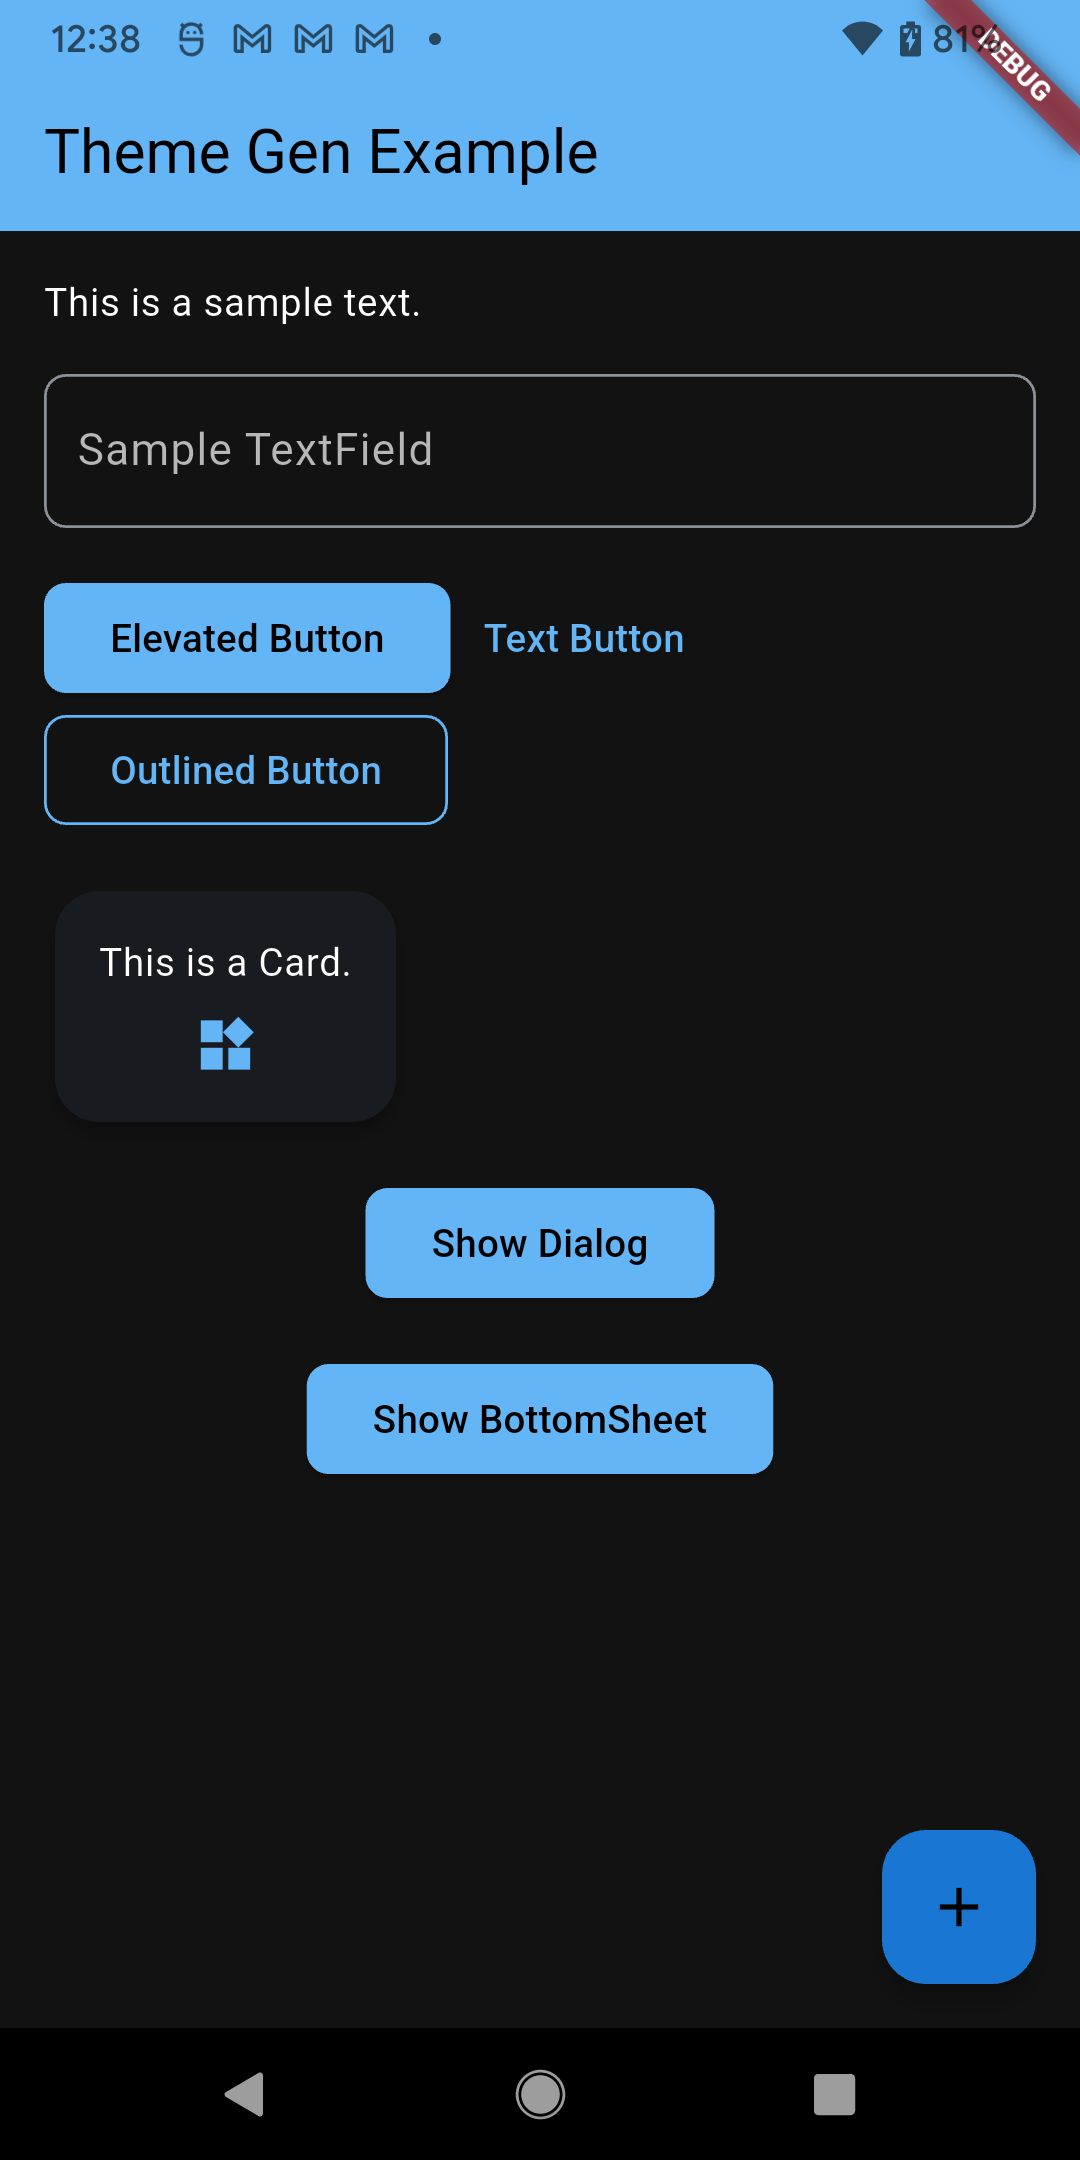 12:38 81%
DEBUG
Theme Gen Example
This is a sample text.
Sample TextField
Elevated Button Text Button
Outlined Button
This is a Card.
Show Dialog
Show BottomSheet